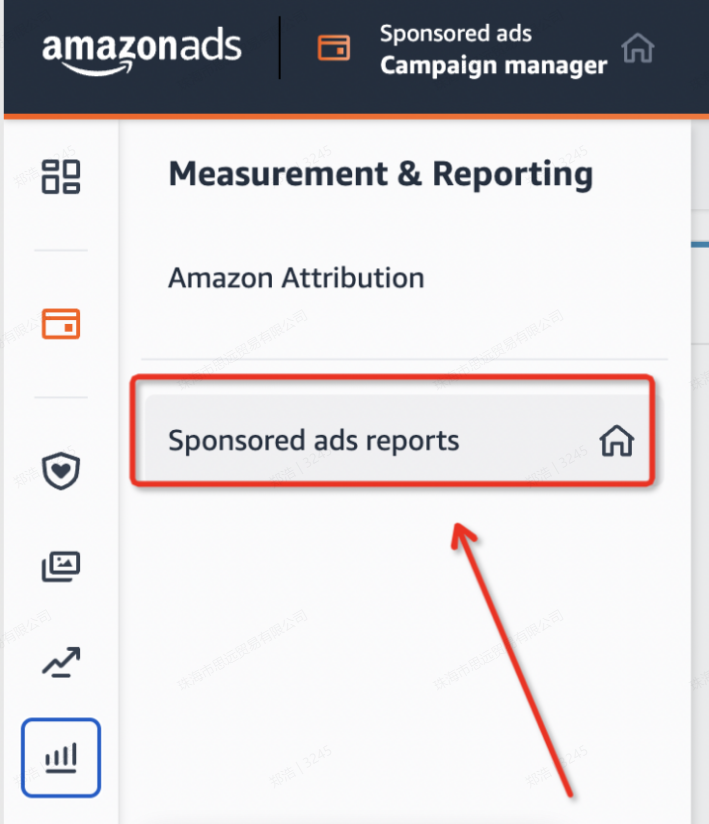 amazonads
Sponsored ads
Campaign manager
Measurement & Reporting
Amazon Attribution
Sponsored ads reports